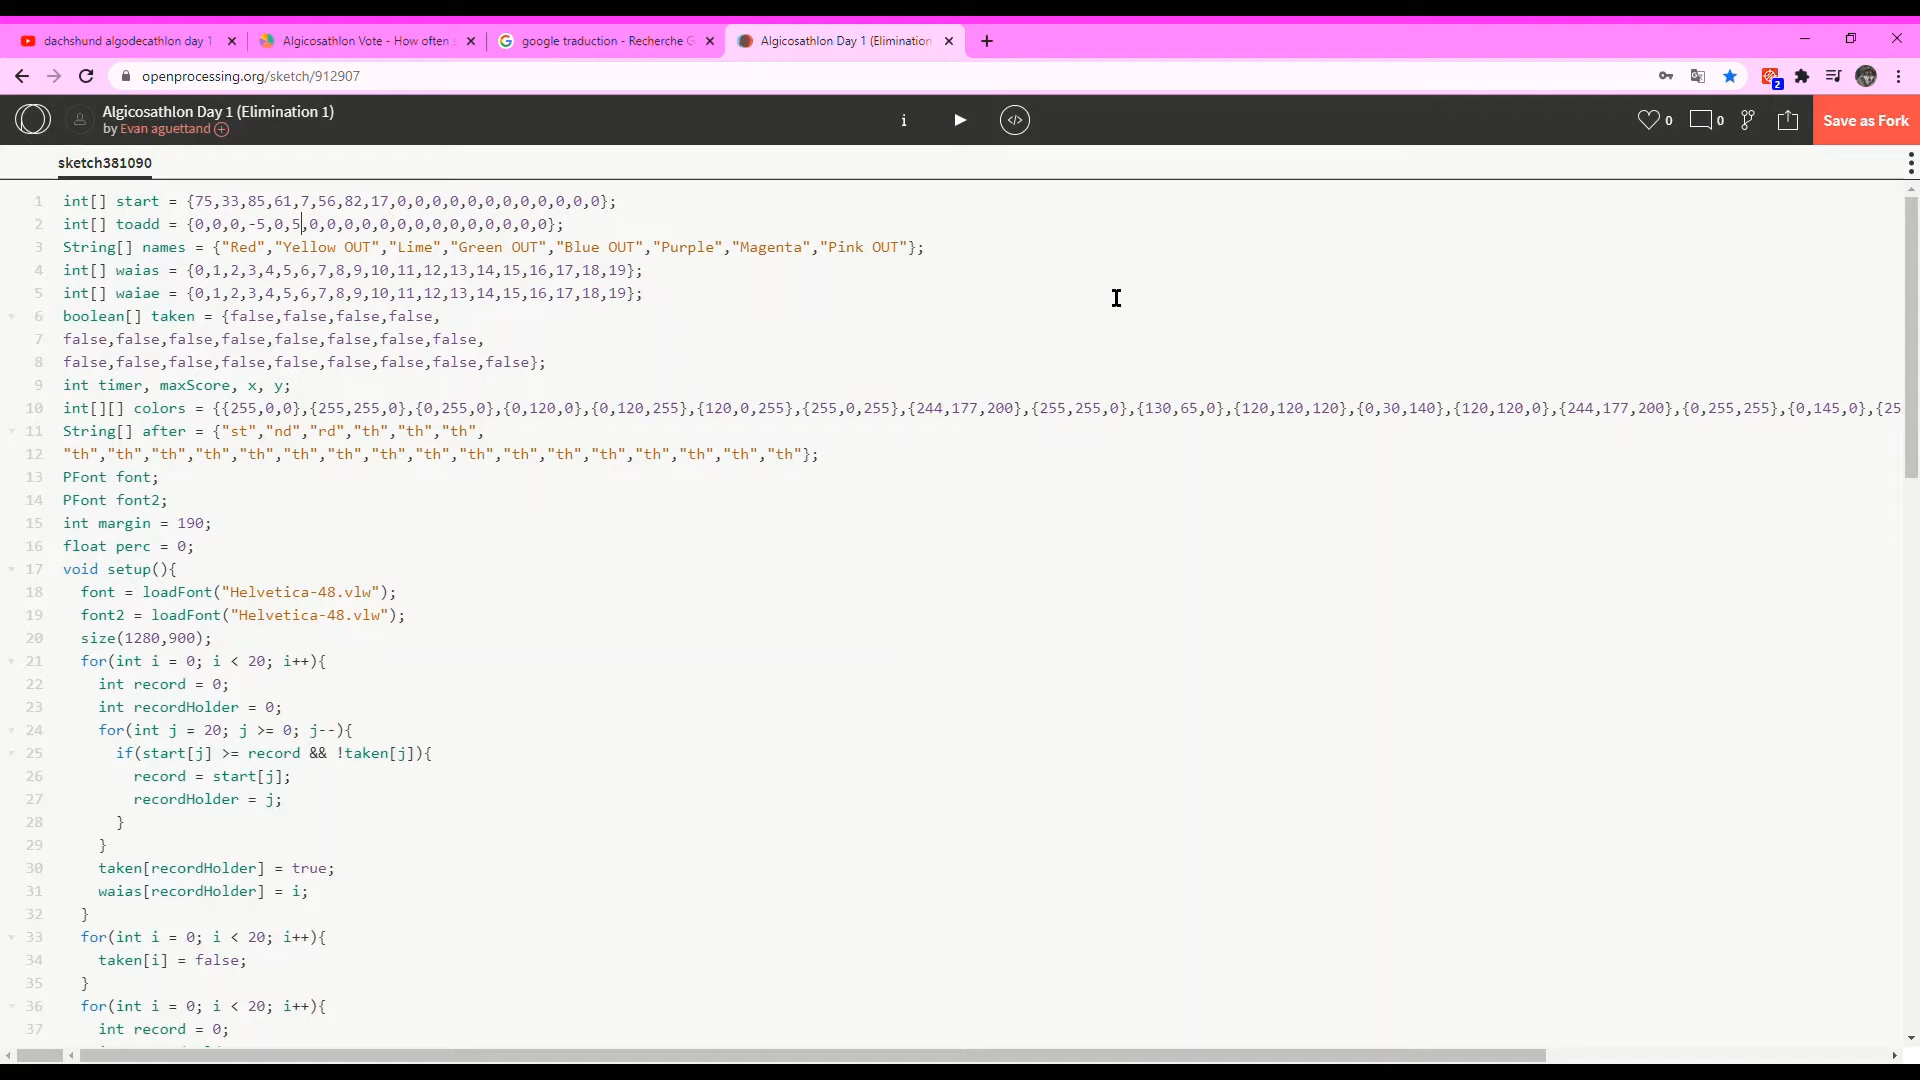 dachshund algodecathlon day 1
Algicosathlon Vote - How often
google traduction - Recherche G
Algicosathlon Day 1 (Elimination
openprocessing.org/sketch/912907
2
Algicosathlon Day 1 (Elimination 1)
by Evan aguettand
i
0
0
Save as Fork
sketch381090
1 int[] start = {75,33,85,61,7,56,82,17,0,0,0,0,0,0,0,0,0,0,0,0};
2 int[] toadd = {0,0,0,-5,0,5,0,0,0,0,0,0,0,0,0,0,0,0,0,0};
3 String[] names = {"Red","Yellow OUT","Lime","Green OUT","Blue OUT","Purple","Magenta","Pink OUT"};
4 int[] waias = {0,1,2,3,4,5,6,7,8,9,10,11,12,13,14,15,16,17,18,19};
5 int[] waiae = {0,1,2,3,4,5,6,7,8,9,10,11,12,13,14,15,16,17,18,19};
6 boolean[] taken = {false,false,false,false,
7 false,false,false,false,false,false,false,false,
8 false,false,false,false,false,false,false,false,false};
9 int timer, maxScore, x, y;
10 int[][] colors = {{255,0,0},{255,255,0},{0,255,0},{0,120,0},{0,120,255},{120,0,255},{255,0,255},{244,177,200},{255,255,0},{130,65,0},{120,120,120},{0,30,140},{120,120,0},{244,177,200},{0,255,255},{0,145,0},{25
11 String[] after = {"st","nd","rd","th","th","th",
12 "th","th","th","th","th","th","th","th","th","th","th","th","th","th","th","th","th"};
13 PFont font;
14 PFont font2;
15 int margin = 190;
16 float perc = 0;
17 void setup(){
18 font = loadFont("Helvetica-48.vlw");
19 font2 = loadFont("Helvetica-48.vlw");
20 size(1280,900);
21 for(int i = 0; i < 20; i++){
22 int record = 0;
23 int recordHolder = 0;
24 for(int j = 20; j >= 0; j--){
25 if(start[j] >= record && !taken[j]){
26 record = start[j];
27 recordHolder = j;
28 }
29 }
30 taken[recordHolder] = true;
31 waias[recordHolder] = i;
32 }
33 for(int i = 0; i < 20; i++){
34 taken[i] = false;
35 }
36 for(int i = 0; i < 20; i++){
37 int record = 0;